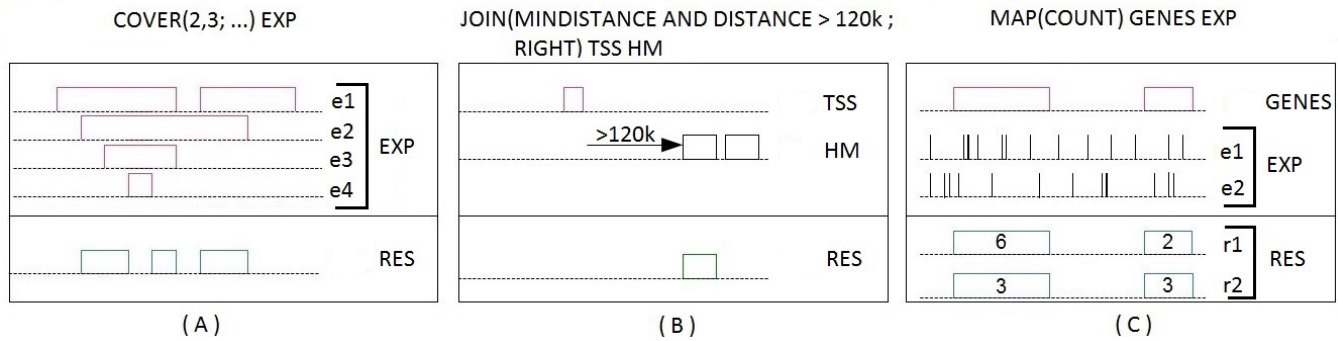 COVER(2,3; ...) EXP
e1
e2
EXP
e3
e4
RES
( A )
JOIN(MINDISTANCE AND DISTANCE > 120k ;
RIGHT) TSS HM
TSS
>120k
HM
RES
( B )
MAP(COUNT) GENES EXP
GENES
e1
EXP
e2
6 2 r1
RES
3 3 r2
( C )